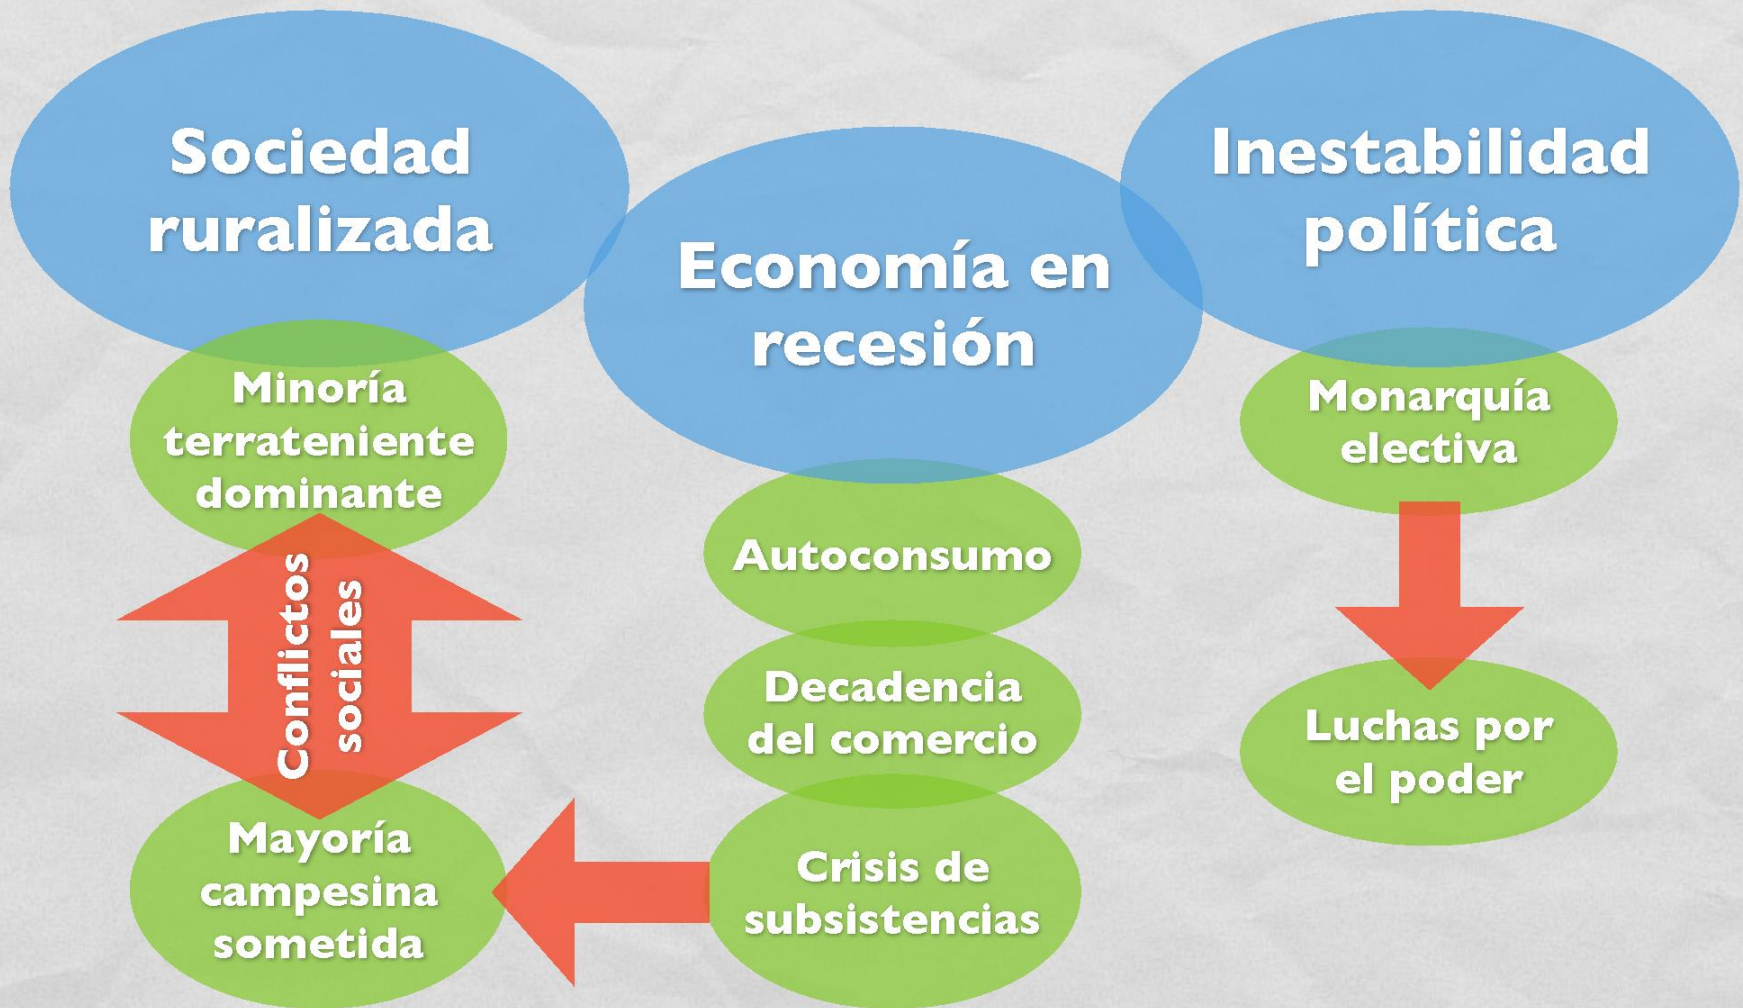 Sociedad
ruralizada
Minoría
terrateniente
dominante
Conflictos
sociales
Mayoría
campesina
sometida
Economía en
recesión
Autoconsumo
Decadencia
del comercio
Crisis de
subsistencias
Inestabilidad
política
Monarquía
electiva
Luchas por
el poder